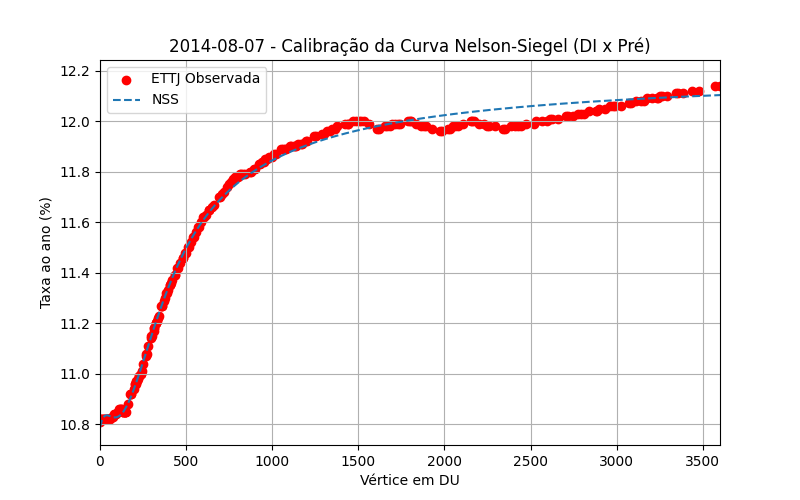 2014-08-07 - Calibração da Curva Nelson-Siegel (DI x Pré)
ETTJ Observada
NSS
12.2
12.0
11.8
11.6
11.4
11.2
11.0
10.8
Taxa ao ano (%)
0 500 1000 1500 2000 2500 3000 3500
Vértice em DU